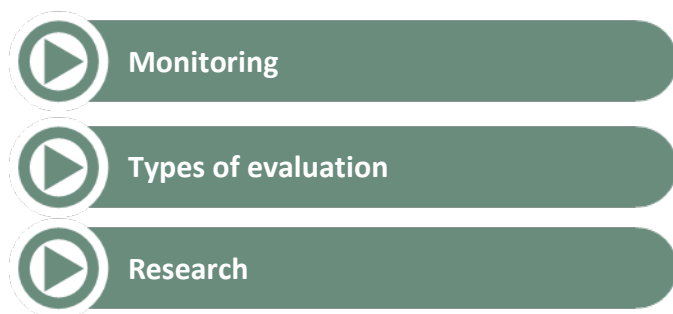 Monitoring
Types of evaluation
Research